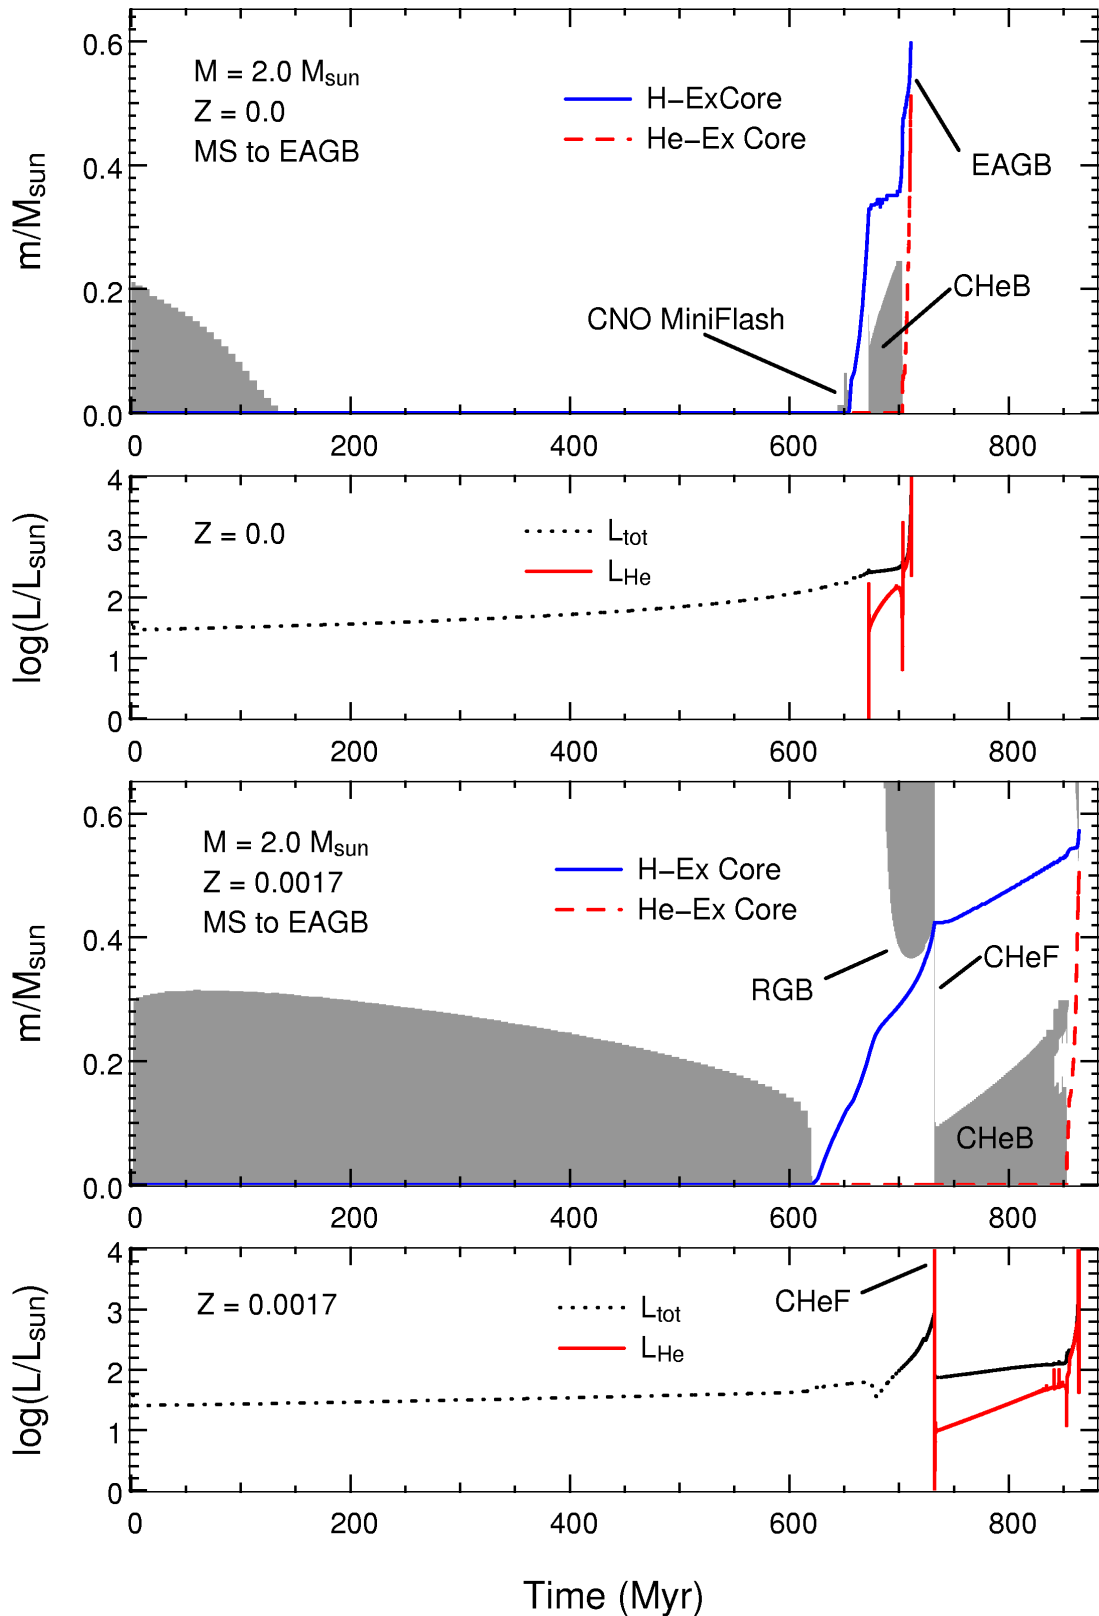 0.6
M = 2.0 Msun
Z = 0.0
MS to EAGB
H−ExCore
He−Ex Core
EAGB
0.4
m/Msun
CHeB
0.2
CNO MiniFlash
0.0
0 200 400 600 800
4
Z = 0.0
Ltot
LHe
3
log(L/Lsun)
2
1
0
0 200 400 600 800
0.6
M = 2.0 Msun
Z = 0.0017
MS to EAGB
H−Ex Core
He−Ex Core
0.4
m/Msun
RGB
CHeF
0.2
CHeB
0.0
0 200 400 600 800
4
Z = 0.0017
Ltot
LHe
CHeF
3
log(L/Lsun)
2
1
0
0 200 400 600 800
Time (Myr)